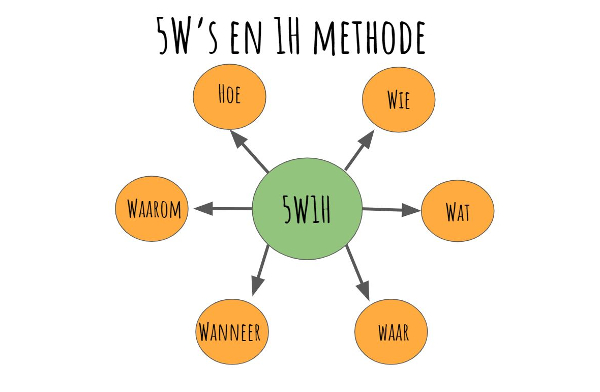 5W's en 1H methode
Hoe
Wie
Waarom
5W1H
Wat
Wanneer
waar